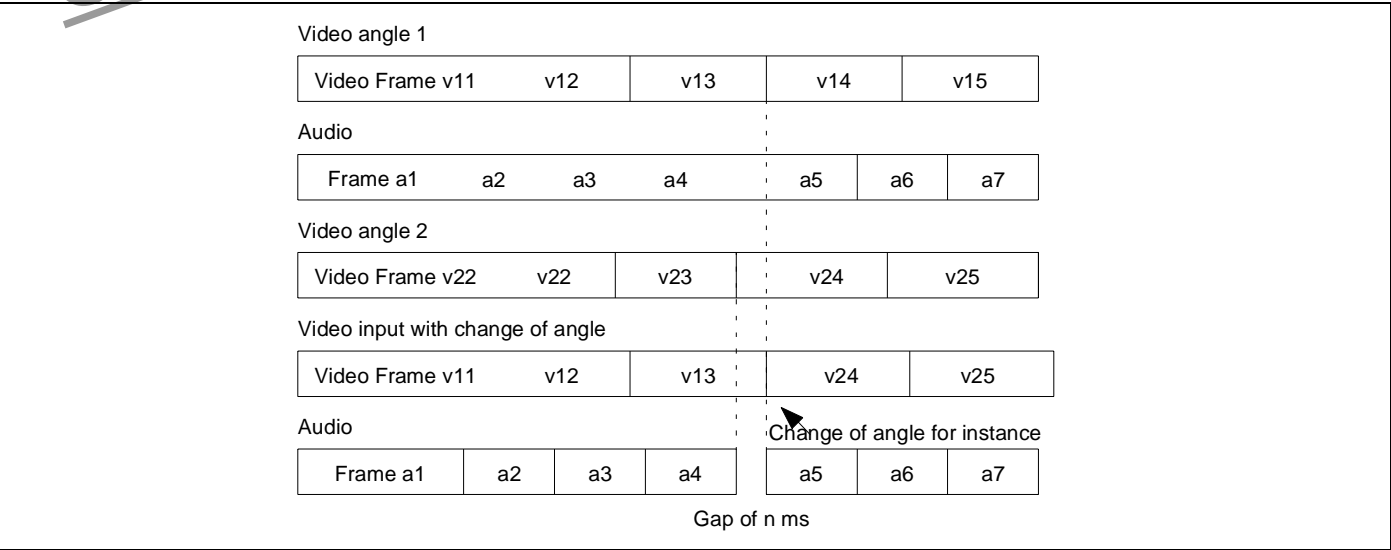 Video angle 1
Video Frame v11 v12 v13 v14 v15
Audio
Frame a1 a2 a3 a4 a5 a6 a7
Video angle 2
Video Frame v22 v22 v23 v24 v25
Video input with change of angle
Video Frame v11 v12 v13 v24 v25
Audio
Change of angle for instance
Frame a1 a2 a3 a4 a5 a6 a7
Gap of n ms